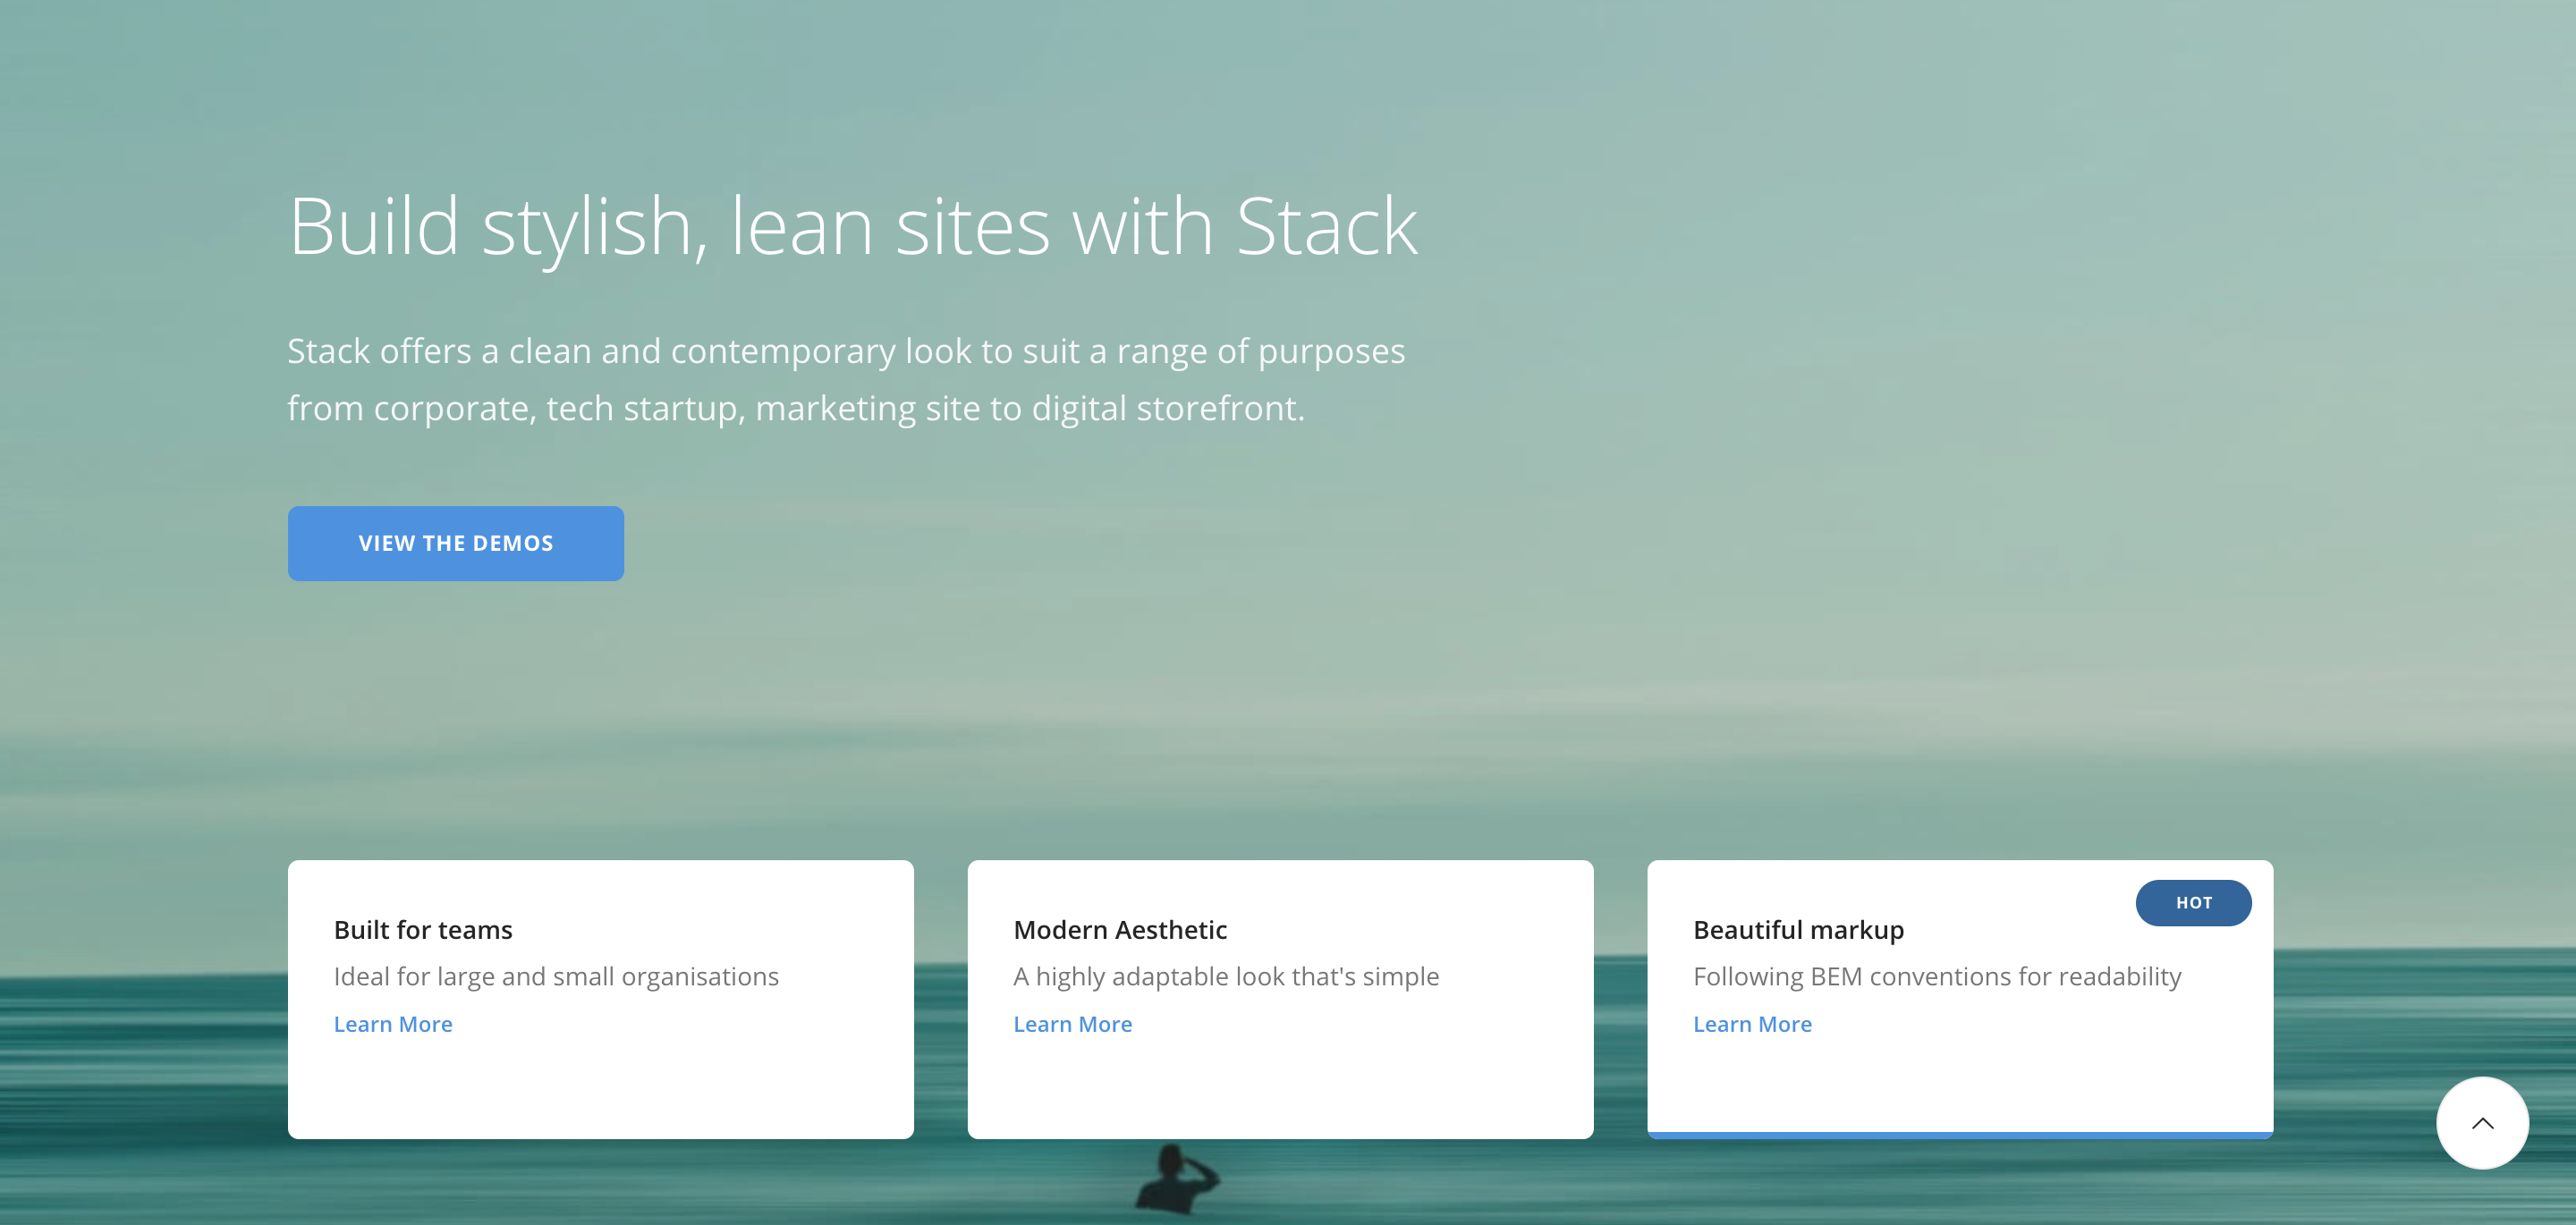 Build stylish, lean sites with Stack
Stack offers a clean and contemporary look to suit a range of purposes
from corporate, tech startup, marketing site to digital storefront.
VIEW THE DEMOS
Built for teams
Ideal for large and small organisations
Learn More
Modern Aesthetic
A highly adaptable look that's simple
Learn More
HOT
Beautiful markup
Following BEM conventions for readability
Learn More